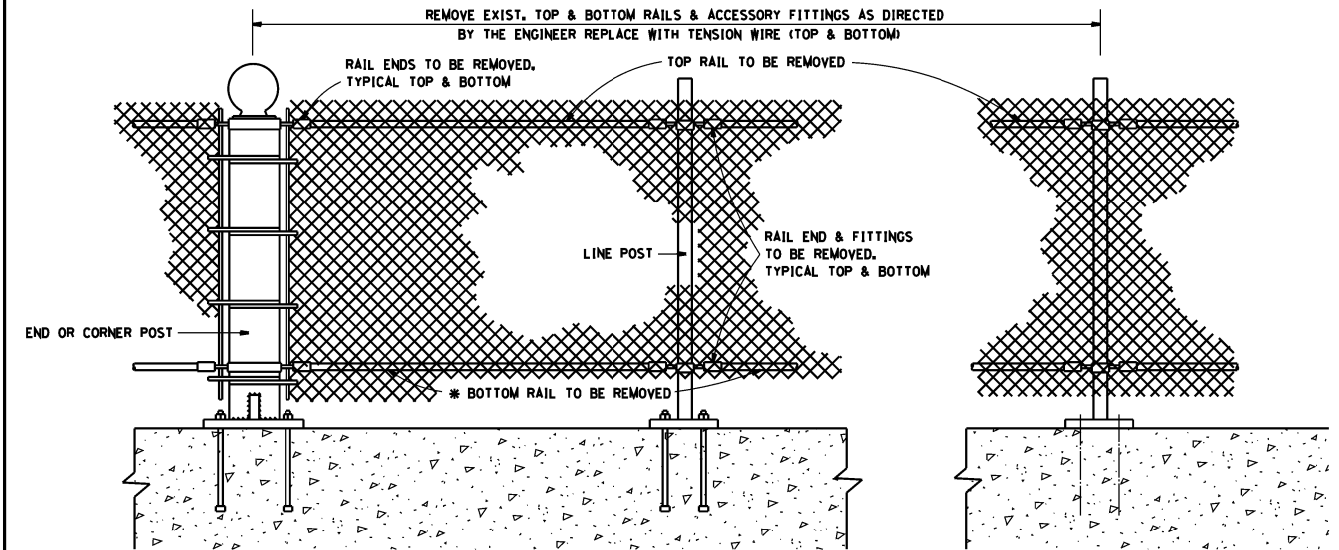 REMOVE EXIST. TOP & BOTTOM RAILS & ACCESSORY FITTINGS AS DIRECTED
BY THE ENGINEER REPLACE WITH TENSION WIRE (TOP & BOTTOM)
RAIL ENDS TO BE REMOVED.
TYPICAL TOP & BOTTOM
TOP RAIL TO BE REMOVED
LINE POST
RAIL END & FITTINGS
TO BE REMOVED.
TYPICAL TOP & BOTTOM
END OR CORNER POST
* BOTTOM RAIL TO BE REMOVED